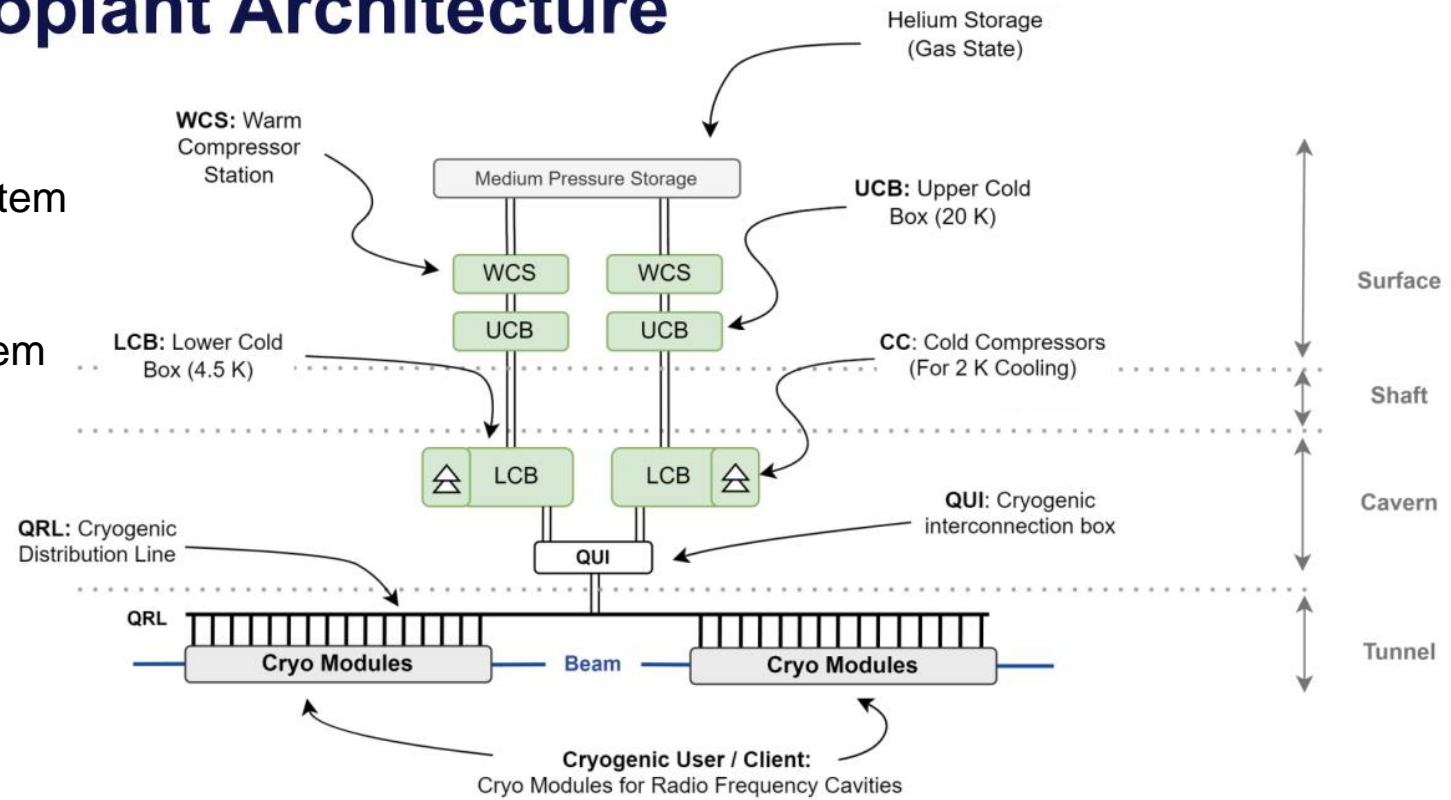 oplant Architecture
Helium Storage
(Gas State)
WCS: Warm
Compressor
Station
tem
Medium Pressure Storage
UCB: Upper Cold
Box (20 K)
WCS
WCS
Surface
UCB
UCB
em
LCB: Lower Cold
Box (4.5 K)
CC: Cold Compressors
(For 2 K Cooling)
Shaft
LCB
LCB
QUI: Cryogenic
interconnection box
Cavern
QRL: Cryogenic
Distribution Line
QUI
QRL
Cryo Modules
Beam
Cryo Modules
Tunnel
Cryogenic User / Client:
Cryo Modules for Radio Frequency Cavities